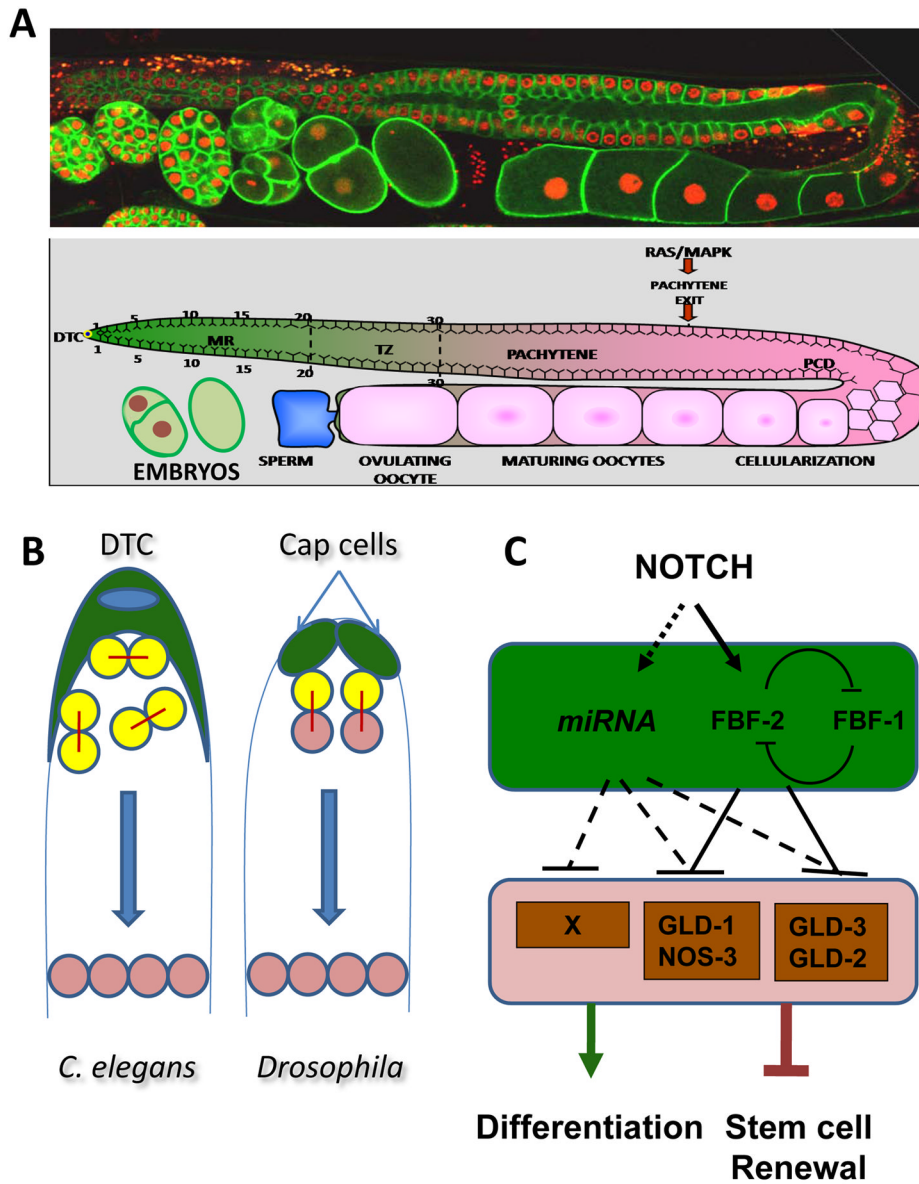 A
RAS/MAPK
PACHYTENE
EXIT
1 5 10 15 20 30
DTC
MR TZ PACHYTENE PCD
1 5 10 15 20 30
EMBRYOS
SPERM
OVULATING
OOCYTE
MATURING OOCYTES
CELLULARIZATION
B
DTC
Cap cells
C. elegans
Drosophila
C
NOTCH
miRNA FBF-2 FBF-1
X
GLD-1
NOS-3
GLD-3
GLD-2
Differentiation
Stem cell
Renewal